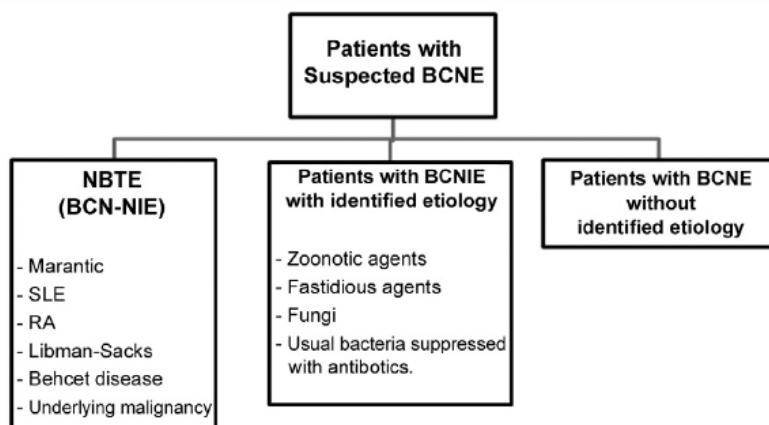 Patients with
Suspected BCNE
NBTE
(BCN-NIE)
- Marantic
- SLE
- RA
- Libman-Sacks
- Behcet disease
- Underlying malignancy
Patients with BCNIE
with identified etiology
- Zoonotic agents
- Fastidious agents
- Fungi
- Usual bacteria suppressed
with antibotics.
Patients with BCNE
without
identified etiology